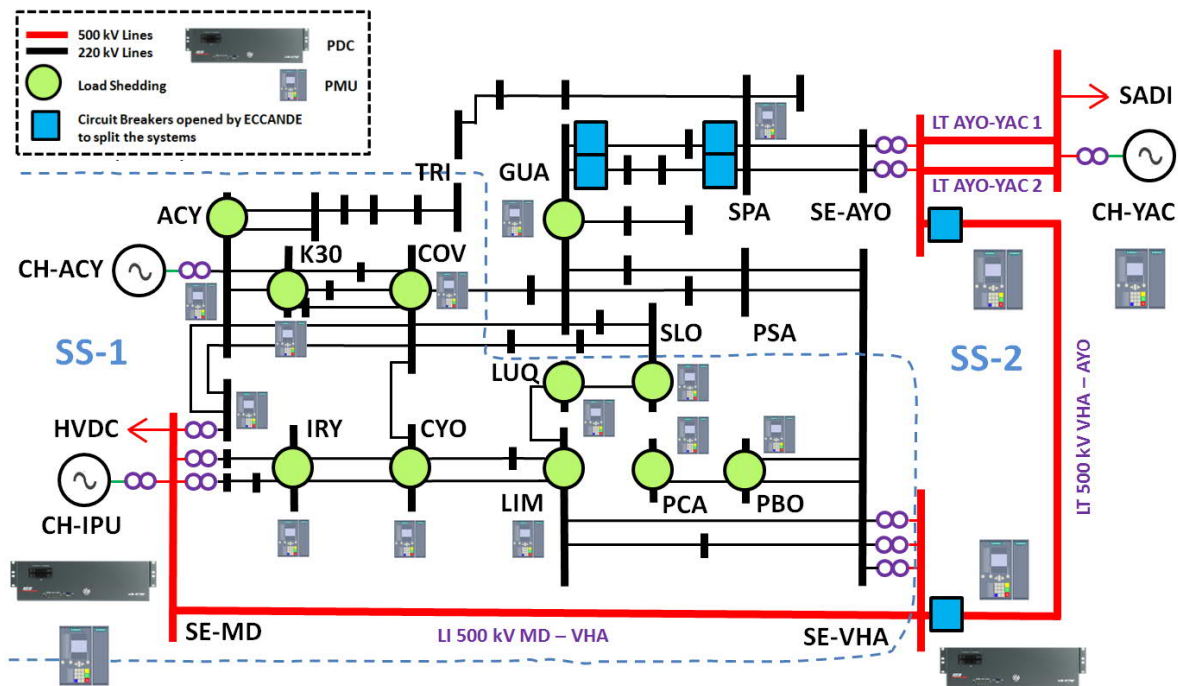 500 kV Lines
220 kV Lines
PDC
Load Shedding
PMU
Circuit Breakers opened by ECCANDE
to split the systems
SADI
LT AYO-YAC 1
TRI
GUA
LT AYO-YAC 2
ACY
SPA
SE-AYO
CH-YAC
K30
COV
CH-ACY
SS-1
SLO
PSA
SS-2
LUQ
HVDC
IRY
CYO
LT 500 kV VHA – AYO
CH-IPU
LIM
PCA
PBO
SE-MD
LI 500 kV MD – VHA
SE-VHA